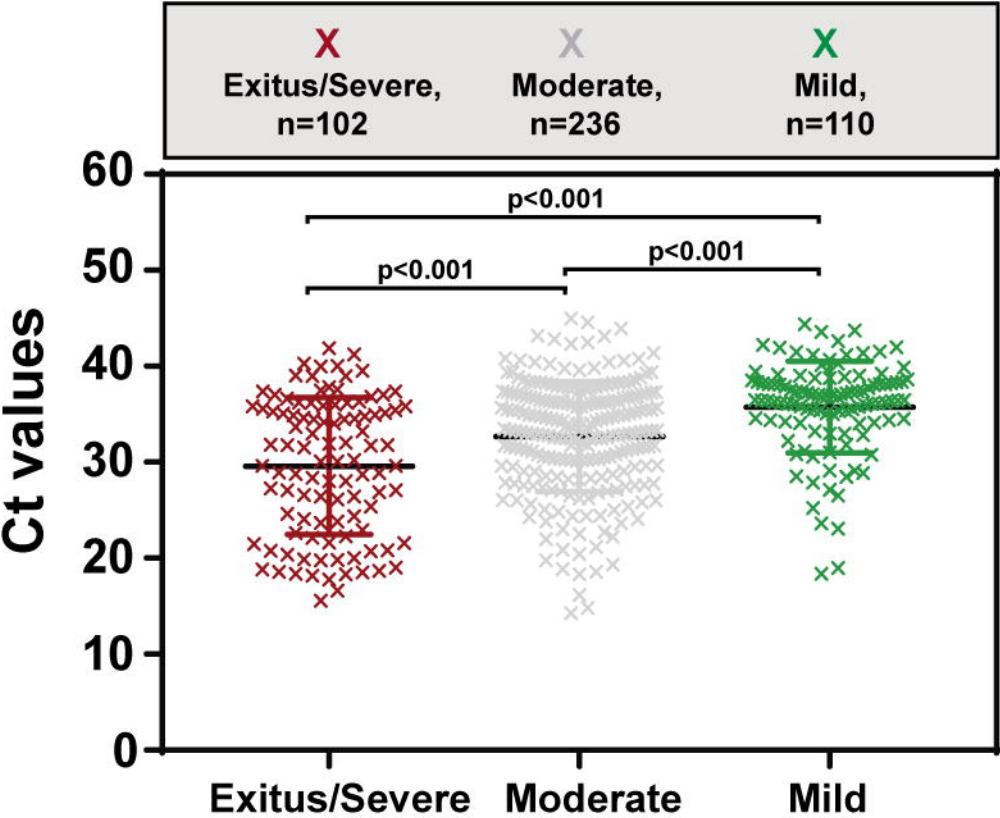 X X X
Exitus/Severe, Moderate, Mild,
n=102 n=236 n=110
60
p<0.001
50
p<0.001 p<0.001
40
30
20
10
0
Ct values
Exitus/Severe Moderate Mild